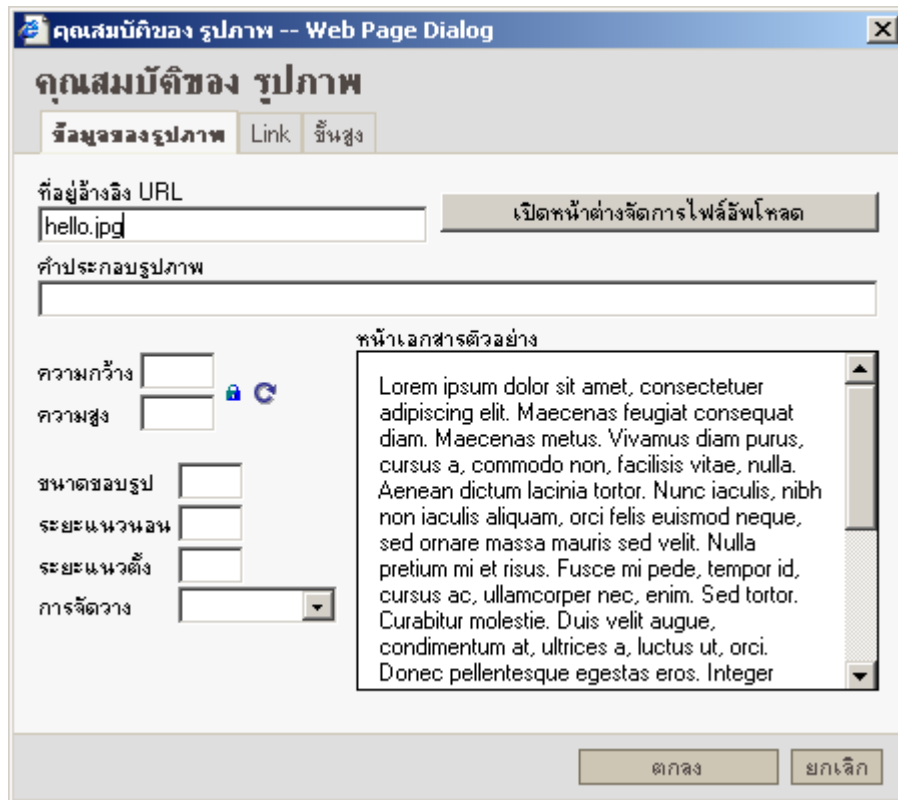 คุณสมบัติของ รูปภาพ -- Web Page Dialog
คุณสมบัติของ รูปภาพ
ข้อมูลของรูปภาพ Link ขั้นสูง
ที่อยู่อ้างอิง URL
hello.jpg
เปิดหน้าต่างจัดการไฟล์อัพโหลด
คำประกอบรูปภาพ
ความกว้าง
ความสูง
ขนาดขอบรูป
ระยะแนวนอน
ระยะแนวตั้ง
การจัดวาง
หน้าเอกสารตัวอย่าง
Lorem ipsum dolor sit amet, consectetuer
adipiscing elit. Maecenas feugiat consequat
diam. Maecenas metus. Vivamus diam purus,
cursus a, commodo non, facilisis vitae, nulla.
Aenean dictum lacinia tortor. Nunc iaculis, nibh
non iaculis aliquam, orci felis euismod neque,
sed ornare massa mauris sed velit. Nulla
pretium mi et risus. Fusce mi pede, tempor id,
cursus ac, ullamcorper nec, enim. Sed tortor.
Curabitur molestie. Duis velit augue,
condimentum at, ultrices a, luctus ut, orci.
Donec pellentesque egestas eros. Integer
ตกลง ยกเลิก